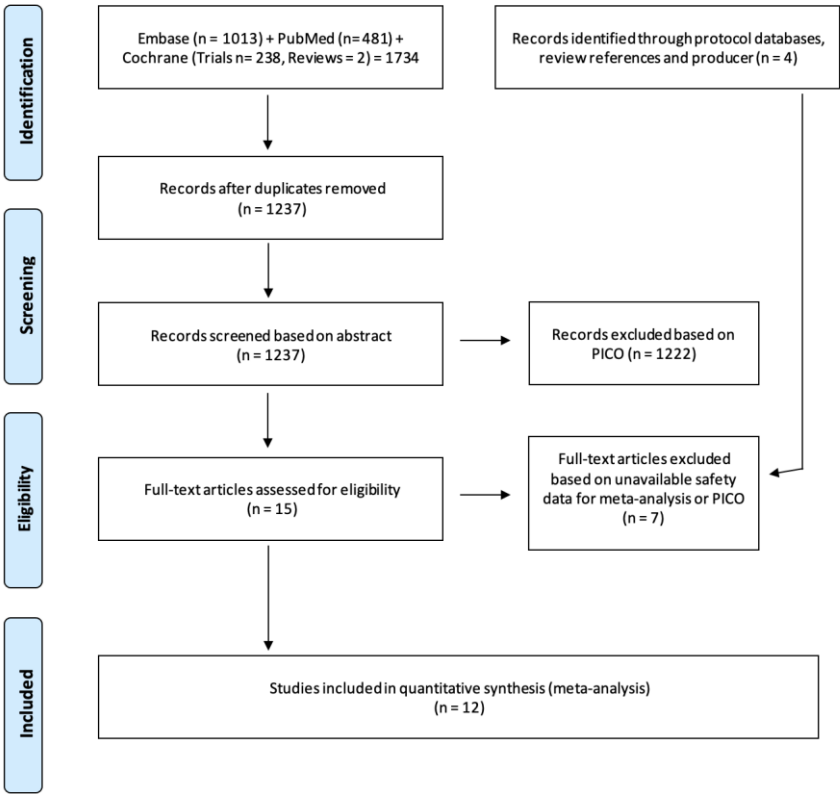 Identification
Embase (n = 1013) + PubMed (n=481) +
Cochrane (Trials n= 238, Reviews = 2) = 1734
Records identified through protocol databases,
review references and producer (n = 4)
Records after duplicates removed
(n = 1237)
Screening
Records screened based on abstract
(n = 1237)
Records excluded based on
PICO (n = 1222)
Eligibility
Full-text articles assessed for eligibility
(n = 15)
Full-text articles excluded
based on unavailable safety
data for meta-analysis or PICO
(n = 7)
Included
Studies included in quantitative synthesis (meta-analysis)
(n = 12)